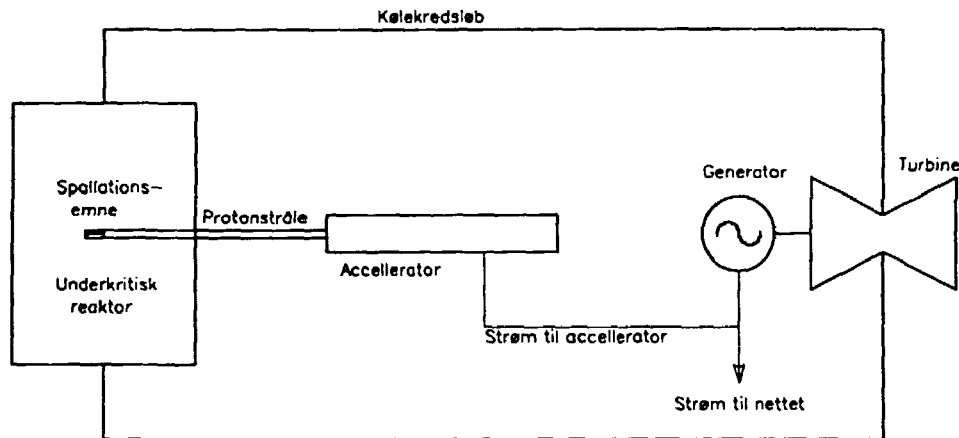 Kølekredsløb
Turbine
Generator
Spallations-
emne
Protonstråle
Accellerator
Underkritisk
reaktor
Strøm til accellerator
Strøm til nettet